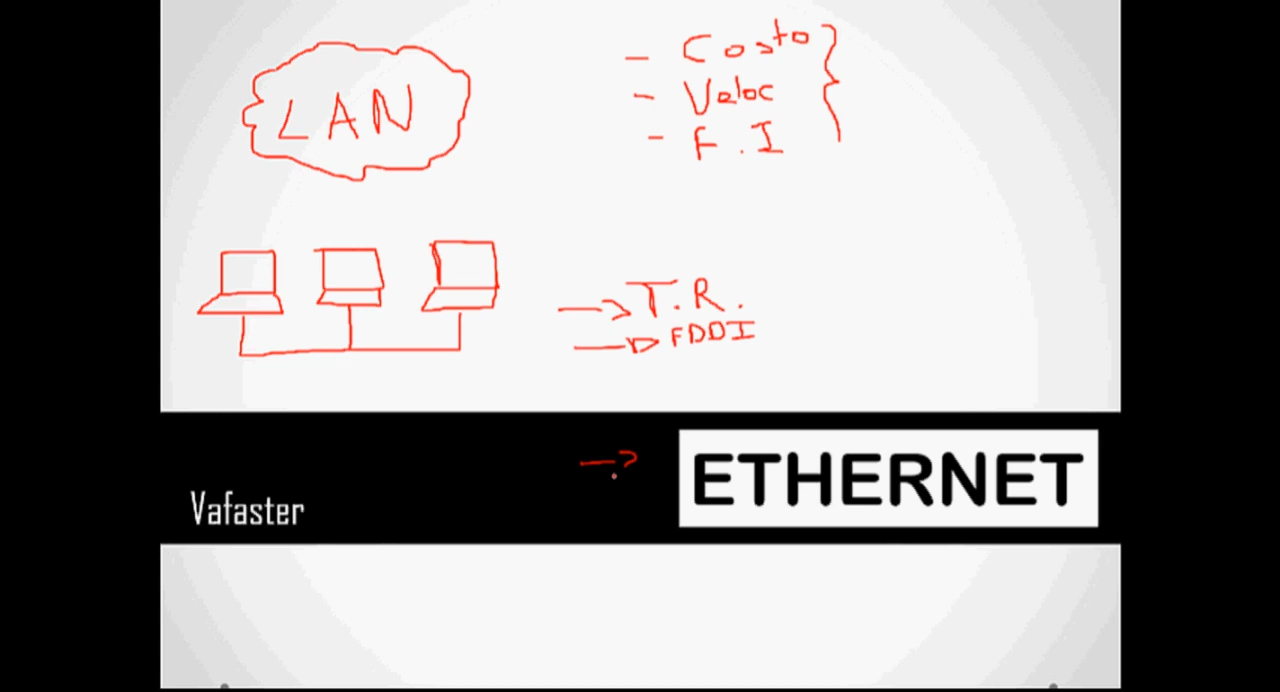 LAN
- Costo
- Veloc
- F.I
T.R.
FDDI
ETHERNET
Vafaster